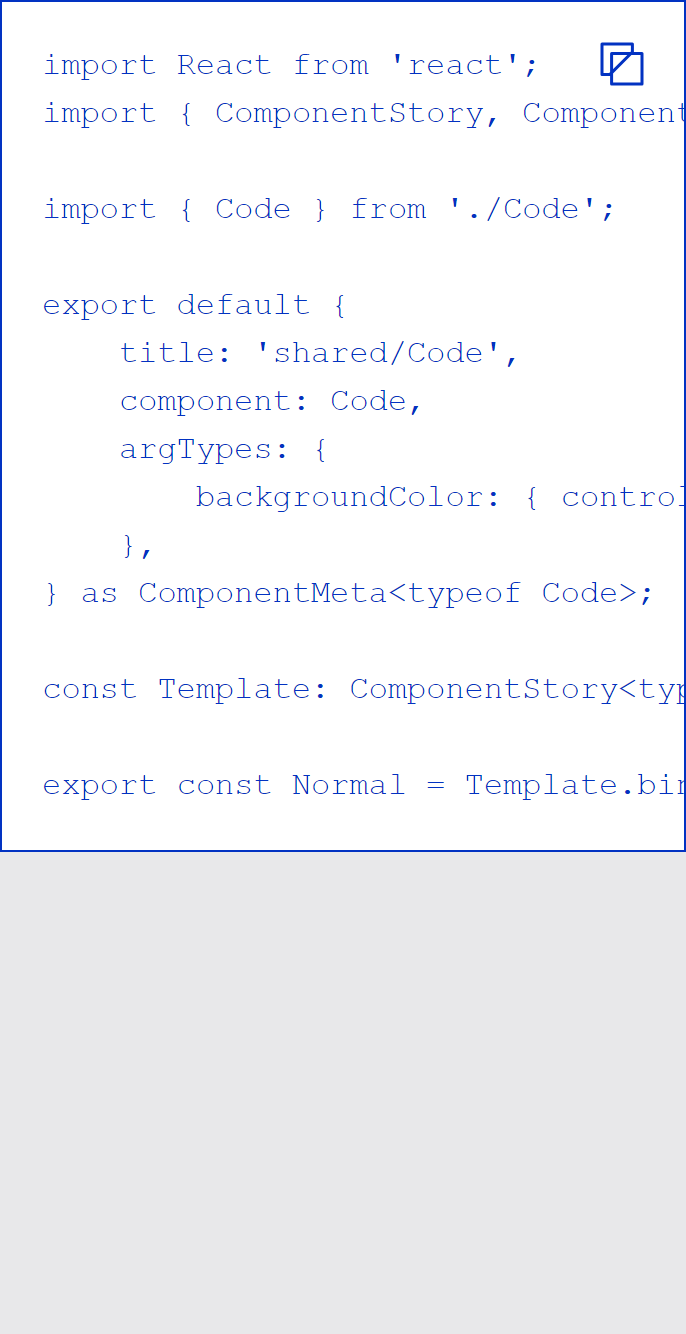 import React from 'react';
import { ComponentStory, Component
import { Code } from './Code';
export default {
    title: 'shared/Code',
    component: Code,
    argTypes: {
        backgroundColor: { control
    },
} as ComponentMeta<typeof Code>;
const Template: ComponentStory<typ
export const Normal = Template.bin